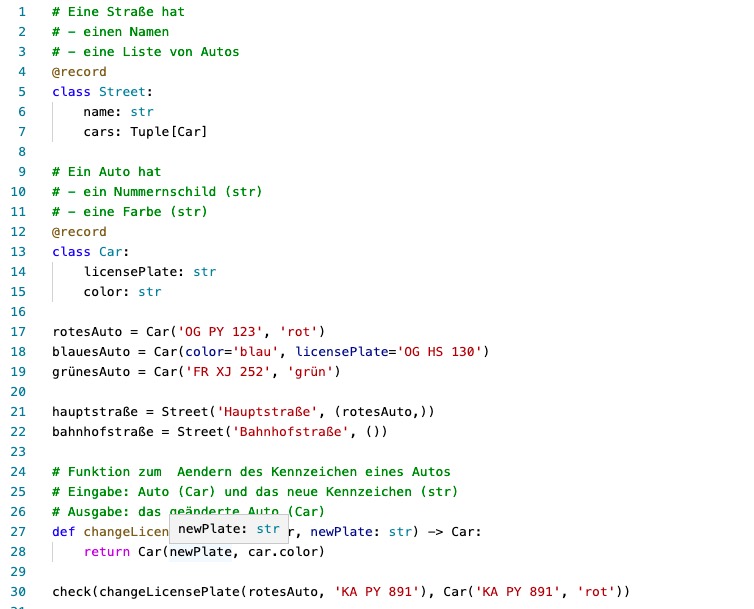 1 # Eine Straße hat
2 # - einen Namen
3 # - eine Liste von Autos
4 @record
5 class Street:
6     name: str
7     cars: Tuple[Car]
8
9 # Ein Auto hat
10 # - ein Nummernschild (str)
11 # - eine Farbe (str)
12 @record
13 class Car:
14     licensePlate: str
15     color: str
16
17 rotesAuto = Car('OG PY 123', 'rot')
18 blauesAuto = Car(color='blau', licensePlate='OG HS 130')
19 grünesAuto = Car('FR XJ 252', 'grün')
20
21 hauptstraße = Street('Hauptstraße', (rotesAuto,))
22 bahnhofstraße = Street('Bahnhofstraße', ())
23
24 # Funktion zum  Aendern des Kennzeichen eines Autos
25 # Eingabe: Auto (Car) und das neue Kennzeichen (str)
26 # Ausgabe: das geänderte Auto (Car)
newPlate: str
27 def changeLicen r, newPlate: str) -> Car:
28     return Car(newPlate, car.color)
29
30 check(changeLicensePlate(rotesAuto, 'KA PY 891'), Car('KA PY 891', 'rot'))